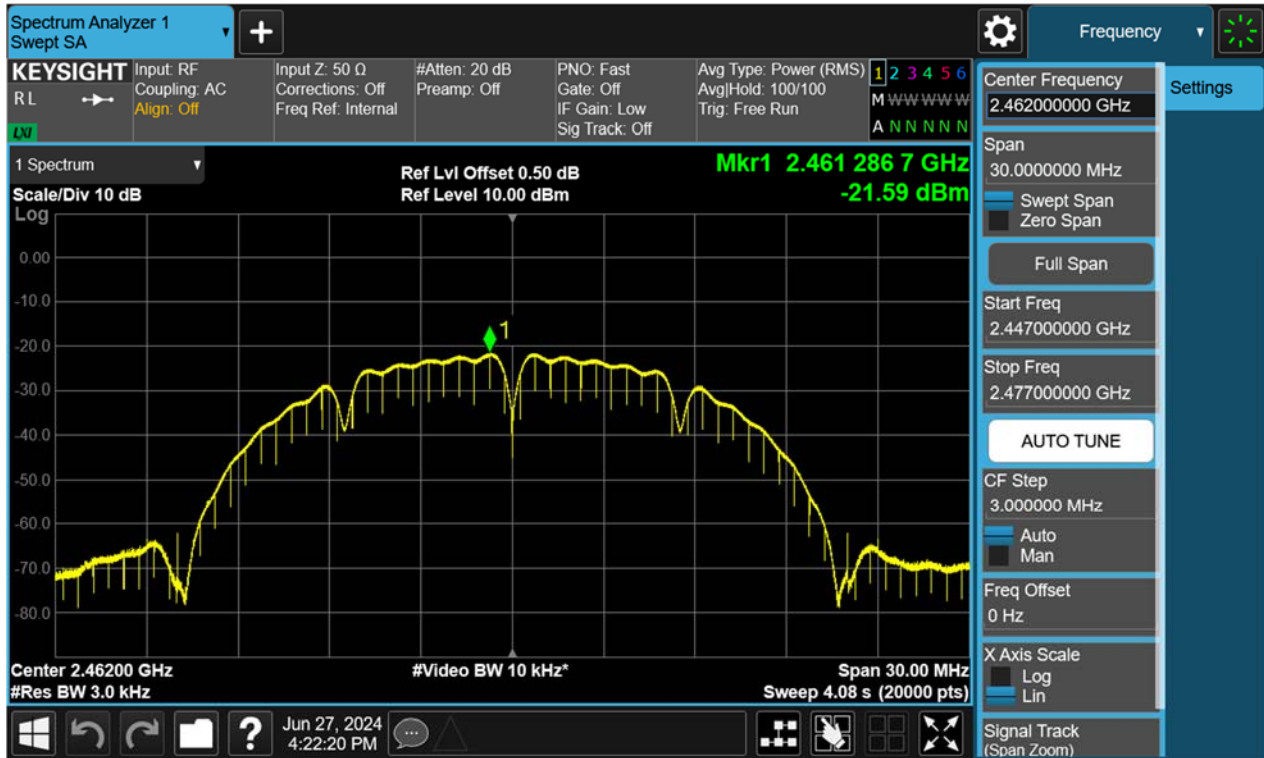 Spectrum Analyzer 1
Swept SA
Frequency
KEYSIGHT
R L
LXI
Input: RF
Coupling: AC
Align: Off
Input Z: 50 Ω
Corrections: Off
Freq Ref: Internal
#Atten: 20 dB
Preamp: Off
PNO: Fast
Gate: Off
IF Gain: Low
Sig Track: Off
Avg Type: Power (RMS)
Avg|Hold: 100/100
Trig: Free Run
1 2 3 4 5 6
M W W W W W W
A N N N N N
1 Spectrum
Scale/Div 10 dB
Ref Lvl Offset 0.50 dB
Ref Level 10.00 dBm
Mkr1 2.461 286 7 GHz
-21.59 dBm
Log
0.00
-10.0
-20.0
-30.0
-40.0
-50.0
-60.0
-70.0
-80.0
1
Center 2.46200 GHz
#Res BW 3.0 kHz
#Video BW 10 kHz*
Span 30.00 MHz
Sweep 4.08 s (20000 pts)
Jun 27, 2024
4:22:20 PM
Center Frequency
2.462000000 GHz
Settings
Span
30.0000000 MHz
Swept Span
Zero Span
Full Span
Start Freq
2.447000000 GHz
Stop Freq
2.477000000 GHz
AUTO TUNE
CF Step
3.000000 MHz
Auto
Man
Freq Offset
0 Hz
X Axis Scale
Log
Lin
Signal Track
(Span Zoom)